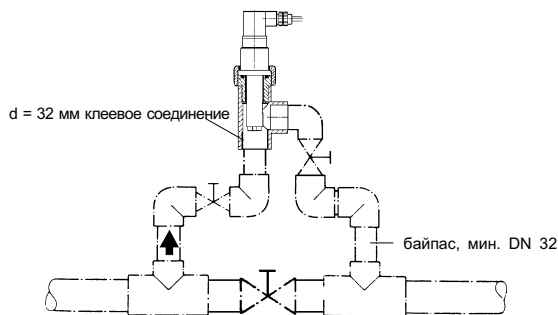 d = 32 мм клеевое соединение
байпас, мин. DN 32